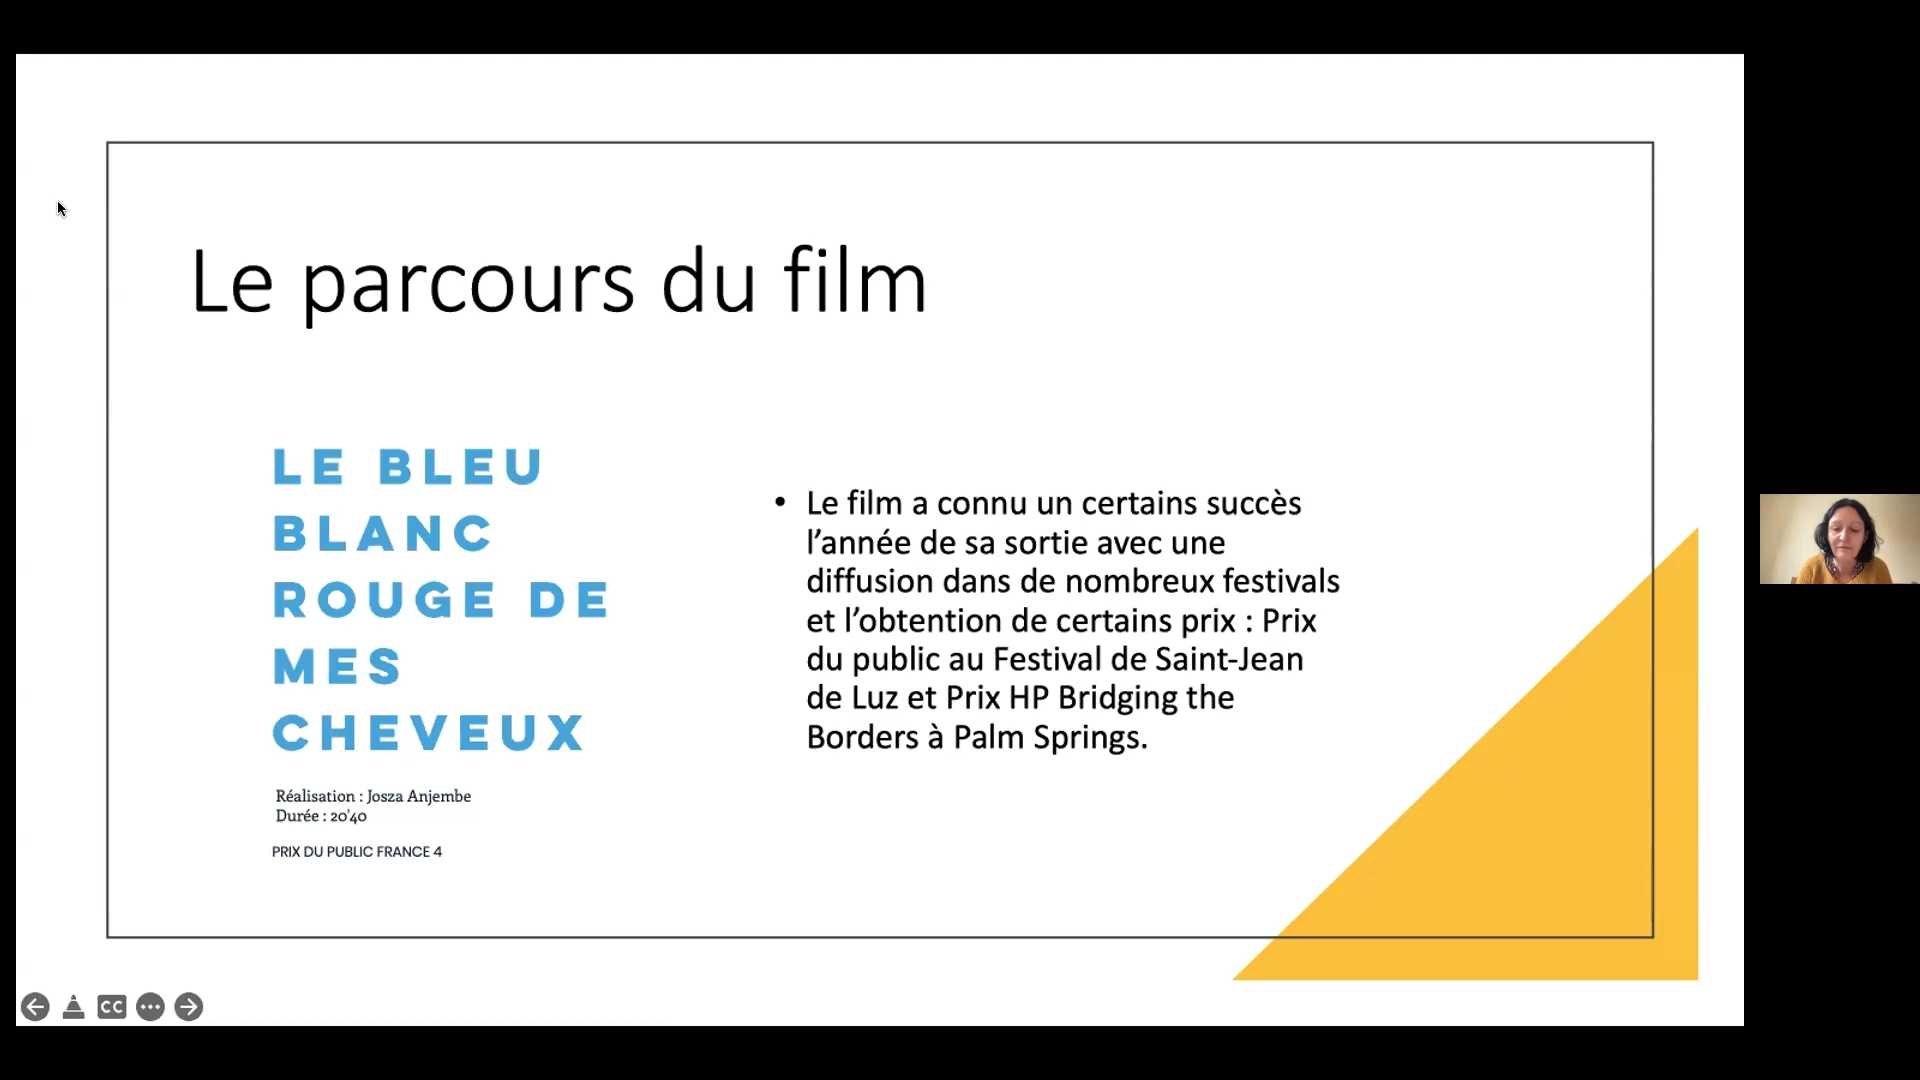 Le parcours du film
LE BLEU
BLANC
ROUGE DE
MES
CHEVEUX
Réalisation : Josza Anjembe
Durée : 20'40
PRIX DU PUBLIC FRANCE 4
• Le film a connu un certains succès
l’année de sa sortie avec une
diffusion dans de nombreux festivals
et l’obtention de certains prix : Prix
du public au Festival de Saint-Jean
de Luz et Prix HP Bridging the
Borders à Palm Springs.
CC